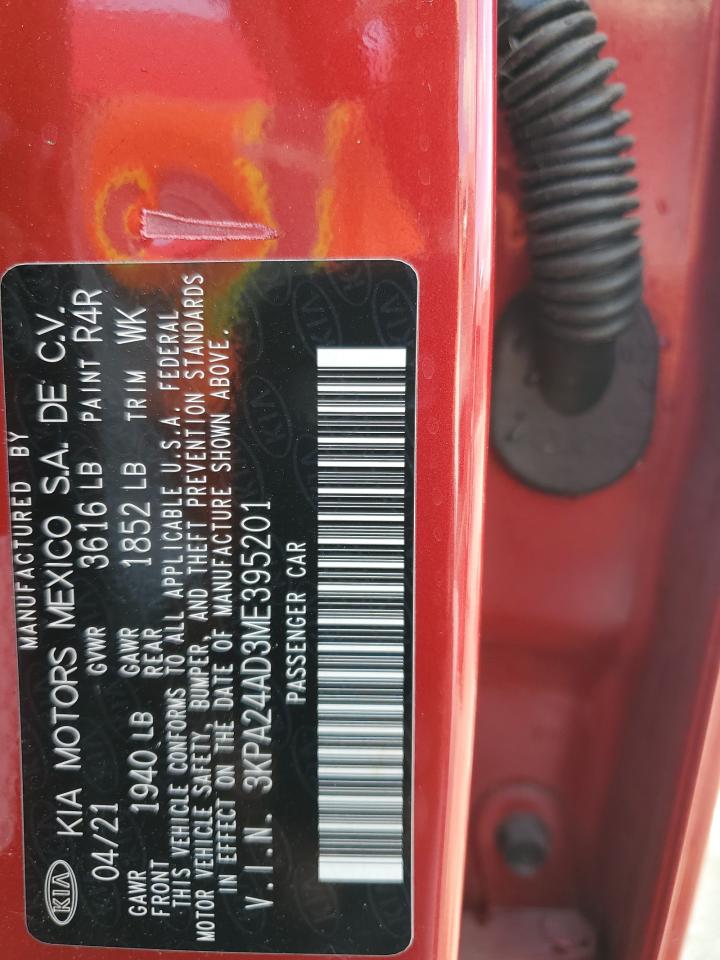 MANUFACTURED BY
KIA KIA MOTORS MEXICO S.A. DE C.V.
04/21 GVWR 3616 LB PAINT R4R
GAWR FRONT 1940 LB GAWR REAR 1852 LB TRIM WK
THIS VEHICLE CONFORMS TO ALL APPLICABLE U.S.A. FEDERAL
MOTOR VEHICLE SAFETY, BUMPER, AND THEFT PREVENTION STANDARDS
IN EFFECT ON THE DATE OF MANUFACTURE SHOWN ABOVE.
V.I.N. 3KPA24AD3ME395201
PASSENGER CAR